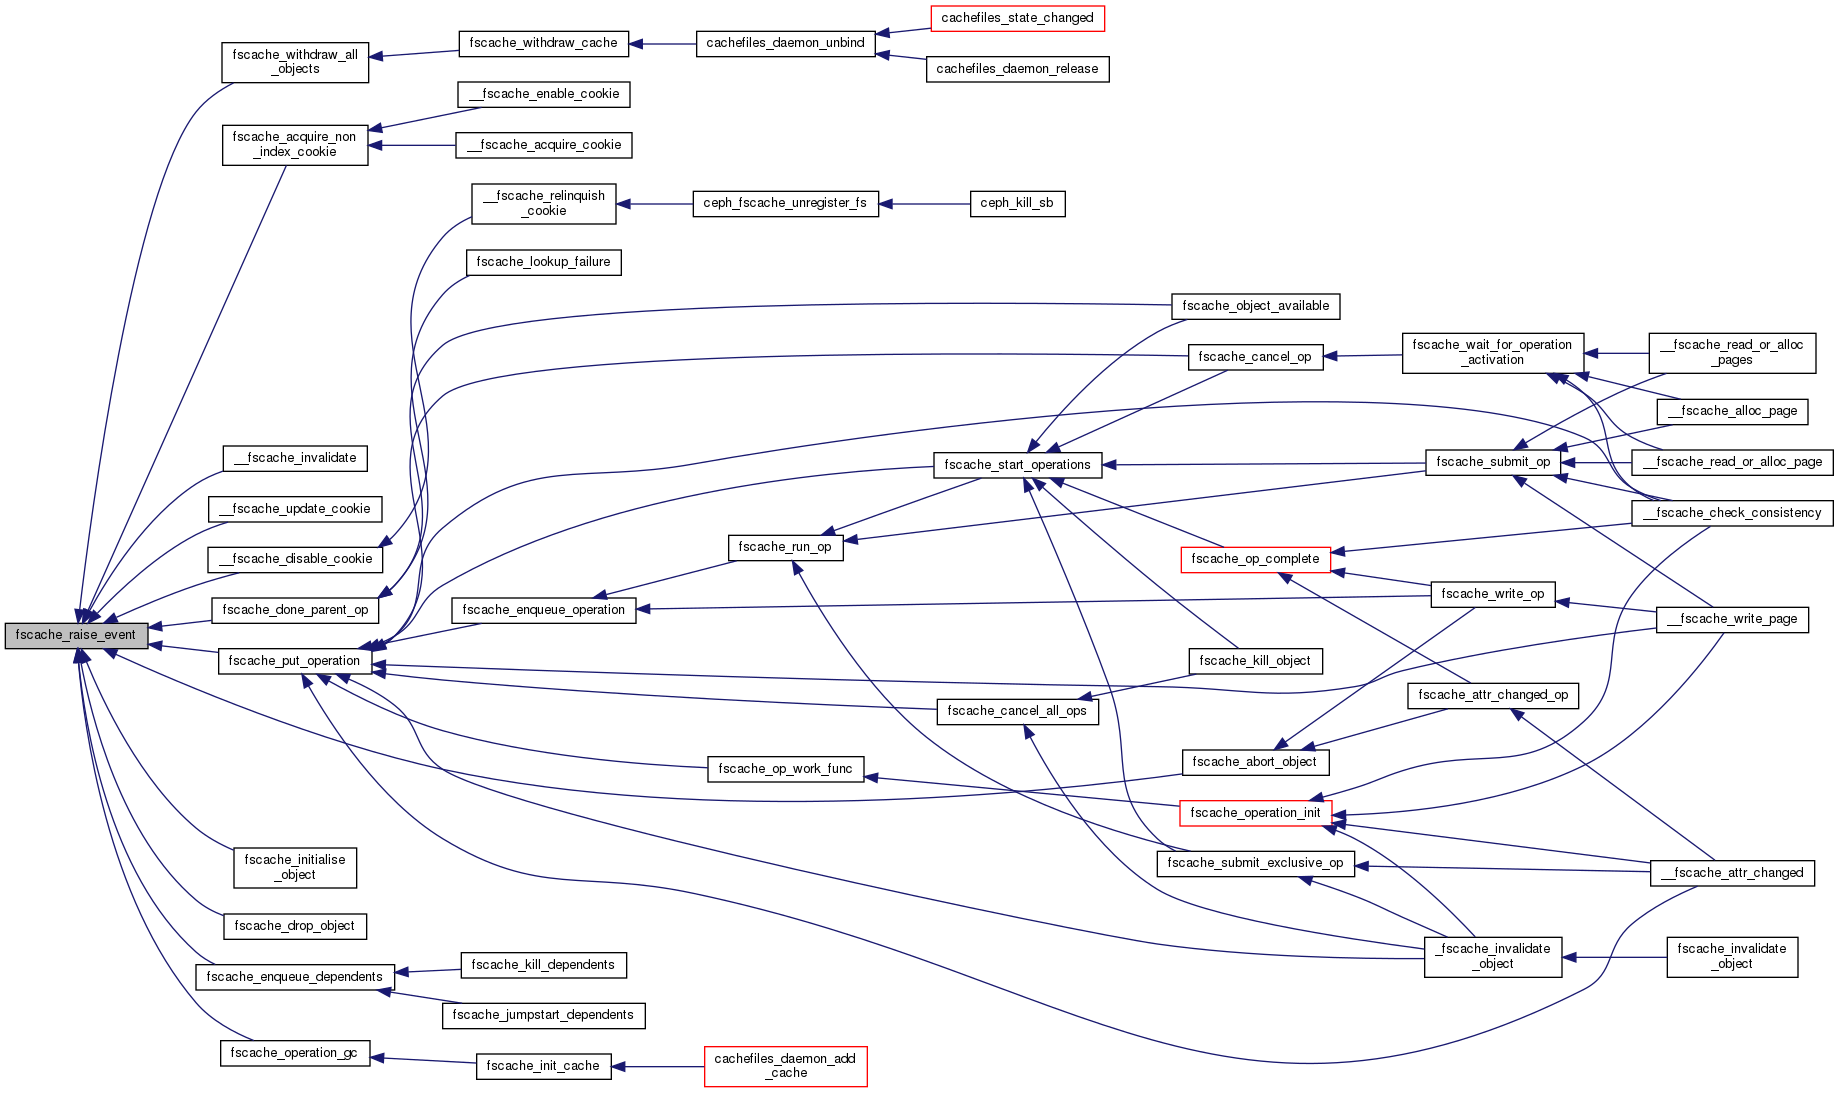 cachefiles_state_changed
fscache_withdraw_all
_objects
fscache_withdraw_cache
cachefiles_daemon_unbind
cachefiles_daemon_release
__fscache_enable_cookie
fscache_acquire_non
_index_cookie
__fscache_acquire_cookie
__fscache_relinquish
_cookie
ceph_fscache_unregister_fs
ceph_kill_sb
fscache_lookup_failure
fscache_object_available
fscache_cancel_op
fscache_wait_for_operation
_activation
__fscache_read_or_alloc
_pages
__fscache_alloc_page
__fscache_invalidate
fscache_start_operations
fscache_submit_op
__fscache_read_or_alloc_page
__fscache_update_cookie
__fscache_check_consistency
__fscache_disable_cookie
fscache_run_op
fscache_op_complete
fscache_done_parent_op
fscache_enqueue_operation
fscache_write_op
__fscache_write_page
fscache_raise_event
fscache_put_operation
fscache_kill_object
fscache_attr_changed_op
fscache_cancel_all_ops
fscache_op_work_func
fscache_abort_object
fscache_operation_init
fscache_initialise
_object
fscache_submit_exclusive_op
__fscache_attr_changed
fscache_drop_object
_fscache_invalidate
_object
fscache_invalidate
_object
fscache_enqueue_dependents
fscache_kill_dependents
fscache_jumpstart_dependents
fscache_operation_gc
fscache_init_cache
cachefiles_daemon_add
_cache